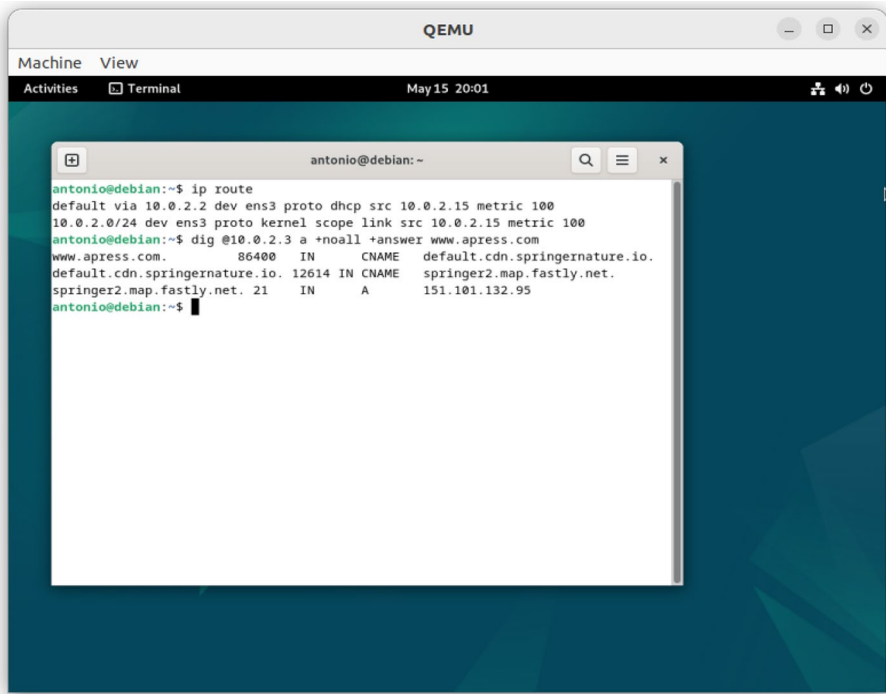 QEMU
Machine View
Activities Terminal May 15 20:01
antonio@debian: ~
antonio@debian:~$ ip route
default via 10.0.2.2 dev ens3 proto dhcp src 10.0.2.15 metric 100
10.0.2.0/24 dev ens3 proto kernel scope link src 10.0.2.15 metric 100
antonio@debian:~$ dig @10.0.2.3 a +noall +answer www.apress.com
www.apress.com. 86400 IN CNAME default.cdn.springernature.io.
default.cdn.springernature.io. 12614 IN CNAME springer2.map.fastly.net.
springer2.map.fastly.net. 21 IN A 151.101.132.95
antonio@debian:~$